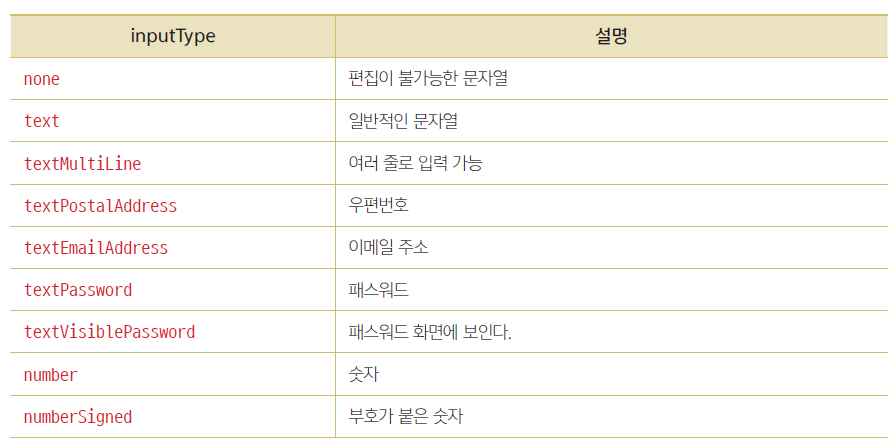 inputType 설명
none 편집이 불가능한 문자열
text 일반적인 문자열
textMultiLine 여러 줄로 입력 가능
textPostalAddress 우편번호
textEmailAddress 이메일 주소
textPassword 패스워드
textVisiblePassword 패스워드 화면에 보인다.
number 숫자
numberSigned 부호가 붙은 숫자